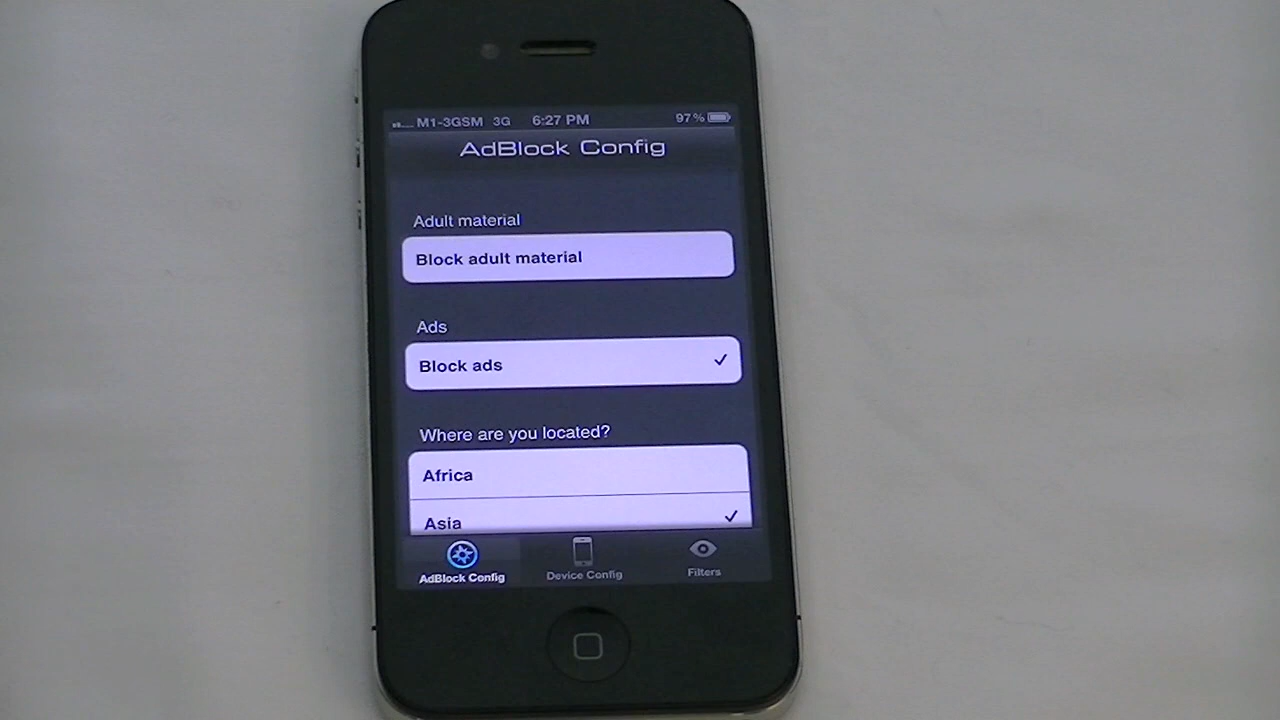 M1-3GSM 3G 6:27 PM 97%
AdBlock Config
Adult material
Block adult material
Ads
Block ads
Where are you located?
Africa
Asia
AdBlock Config Device Config Filters